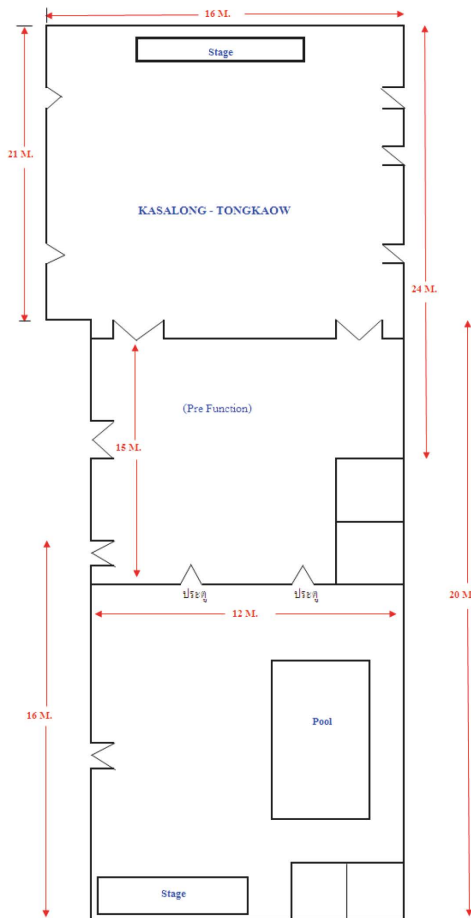 16 M.
Stage
21 M.
KASALONG - TONGKAOW
24 M.
(Pre Function)
15 M.
ประตู
ประตู
12 M.
20 M
16 M.
Pool
Stage